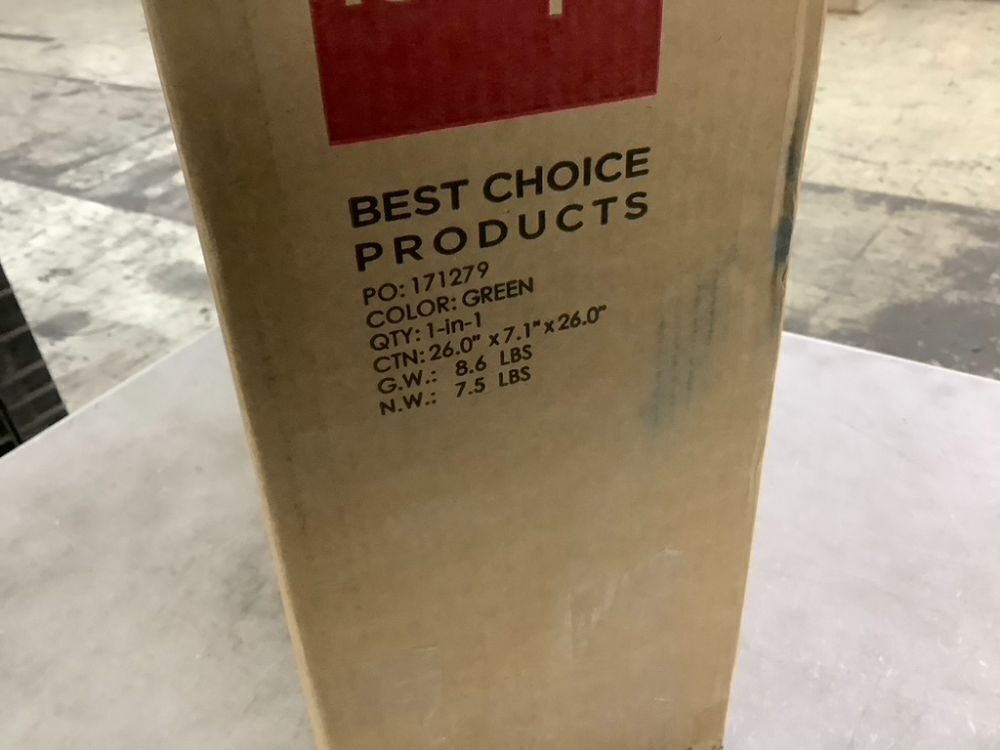 BEST CHOICE
PRODUCTS
PO: 171279
COLOR: GREEN
QTY: 1-in-1
CTN: 26.0" x 7.1" x 26.0"
G.W.: 8.6 LBS
N.W.: 7.5 LBS